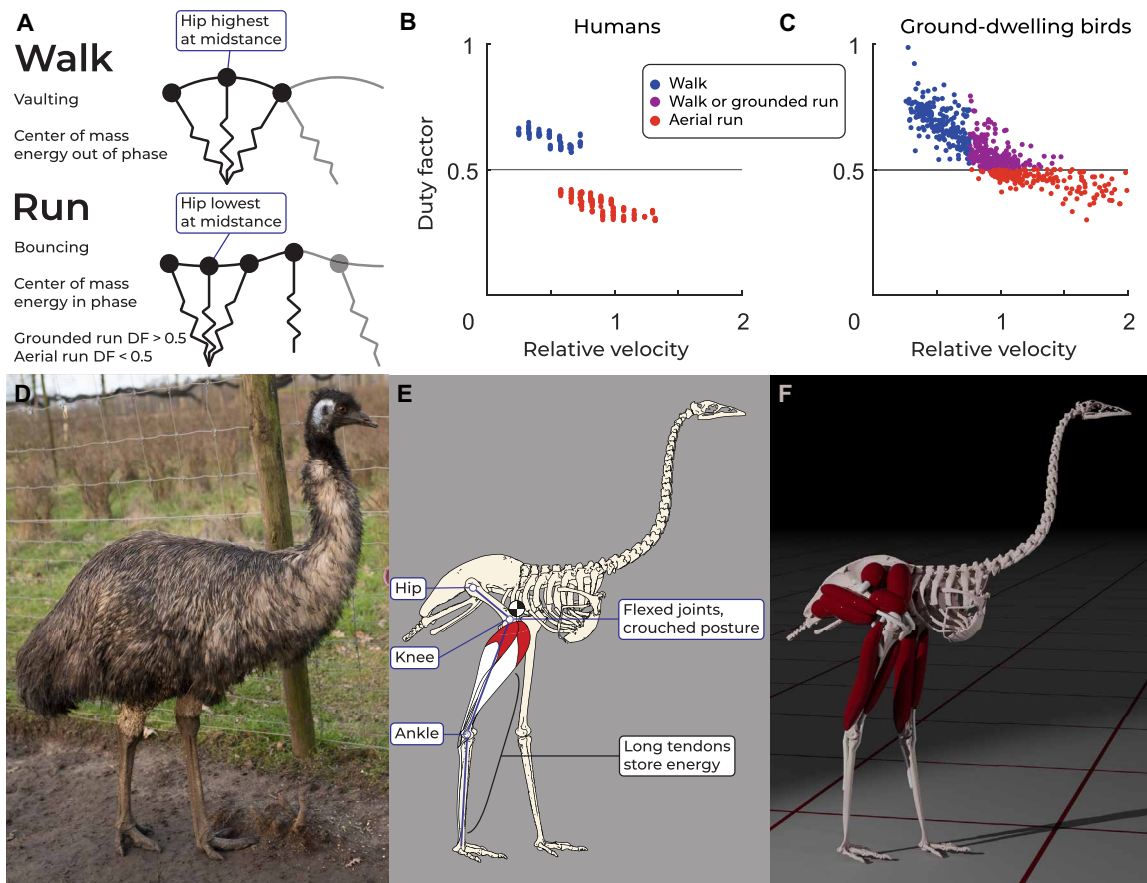 A
Walk
Vaulting
Center of mass
energy out of phase
Hip highest
at midstance
Run
Bouncing
Center of mass
energy in phase
Grounded run DF > 0.5
Aerial run DF < 0.5
Hip lowest
at midstance
B
Humans
1
0.5
Duty factor
0
1
2
Relative velocity
Walk
Walk or grounded run
Aerial run
C
Ground-dwelling birds
1
0.5
0
1
2
Relative velocity
D
E
Hip
Knee
Ankle
Flexed joints,
crouched posture
Long tendons
store energy
F